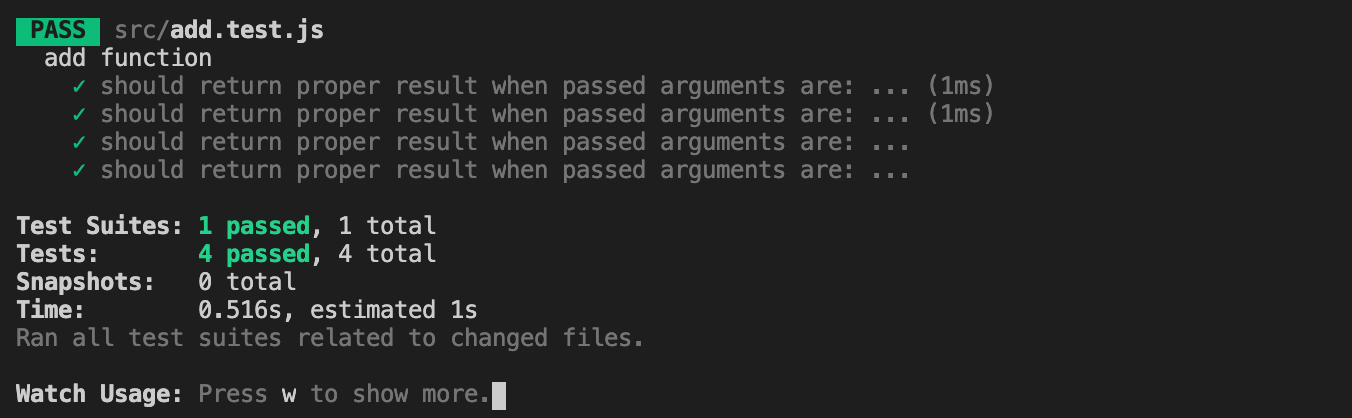 PASS src/add.test.js
add function
✓ should return proper result when passed arguments are: ... (1ms)
✓ should return proper result when passed arguments are: ... (1ms)
✓ should return proper result when passed arguments are: ...
✓ should return proper result when passed arguments are: ...
Test Suites: 1 passed, 1 total
Tests: 4 passed, 4 total
Snapshots: 0 total
Time: 0.516s, estimated 1s
Ran all test suites related to changed files.
Watch Usage: Press w to show more.